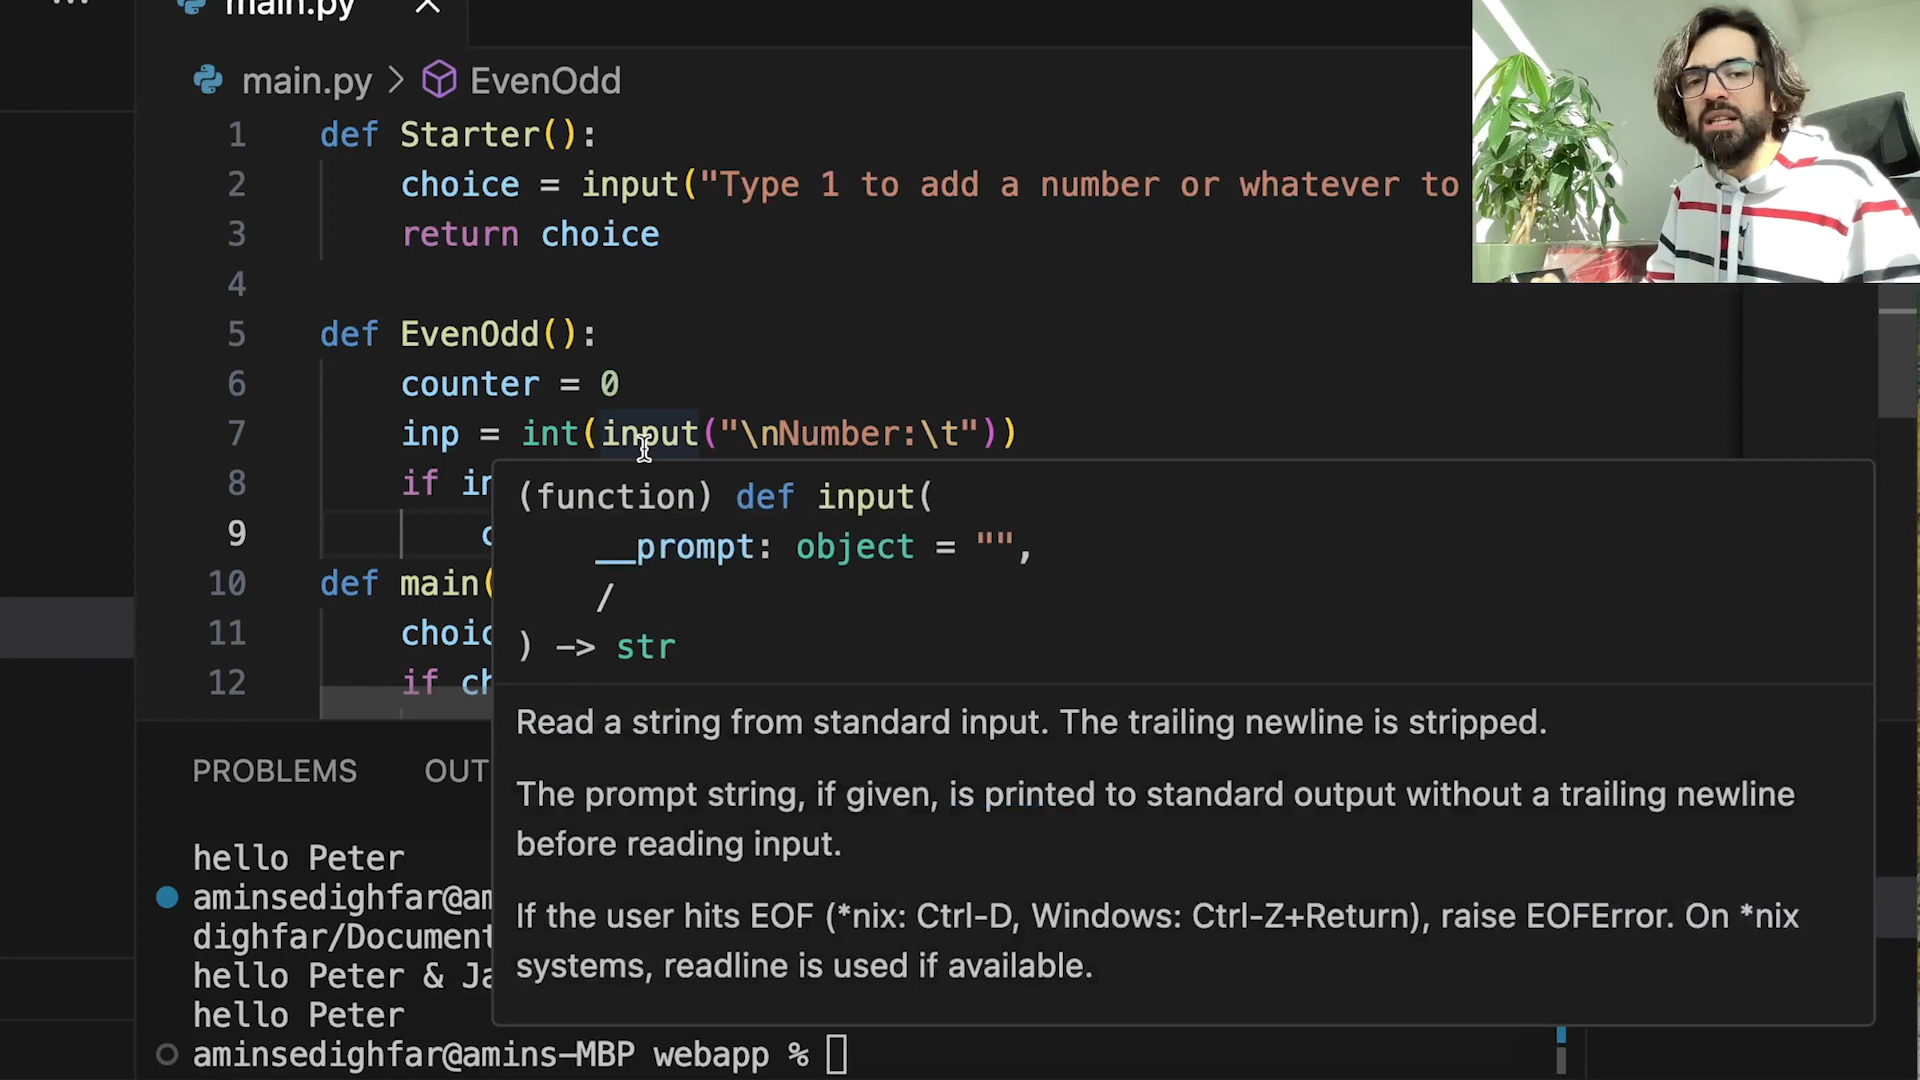 main.py
main.py > EvenOdd
1 def Starter():
2 choice = input("Type 1 to add a number or whatever to
3 return choice
4
5 def EvenOdd():
6 counter = 0
7 inp = int(input("\nNumber:\t"))
8 if in
9 c
10 def main(
11 choic
12 if ch
(function) def input(
__prompt: object = "",
/
) -> str
Read a string from standard input. The trailing newline is stripped.
The prompt string, if given, is printed to standard output without a trailing newline
before reading input.
If the user hits EOF (*nix: Ctrl-D, Windows: Ctrl-Z+Return), raise EOFError. On *nix
systems, readline is used if available.
PROBLEMS OUT
hello Peter
aminsedighfar@am
dighfar/Document
hello Peter & Ja
hello Peter
aminsedighfar@amins-MBP webapp %